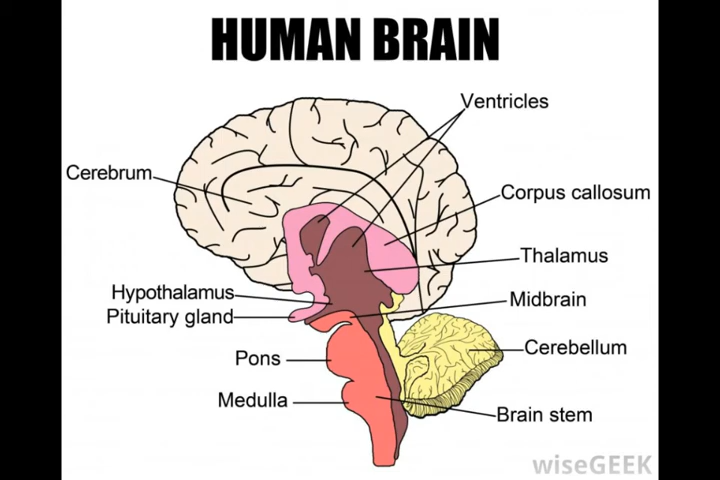 HUMAN BRAIN
Ventricles
Cerebrum
Corpus callosum
Thalamus
Hypothalamus
Midbrain
Pituitary gland
Cerebellum
Pons
Medulla
Brain stem
wiseGEEK